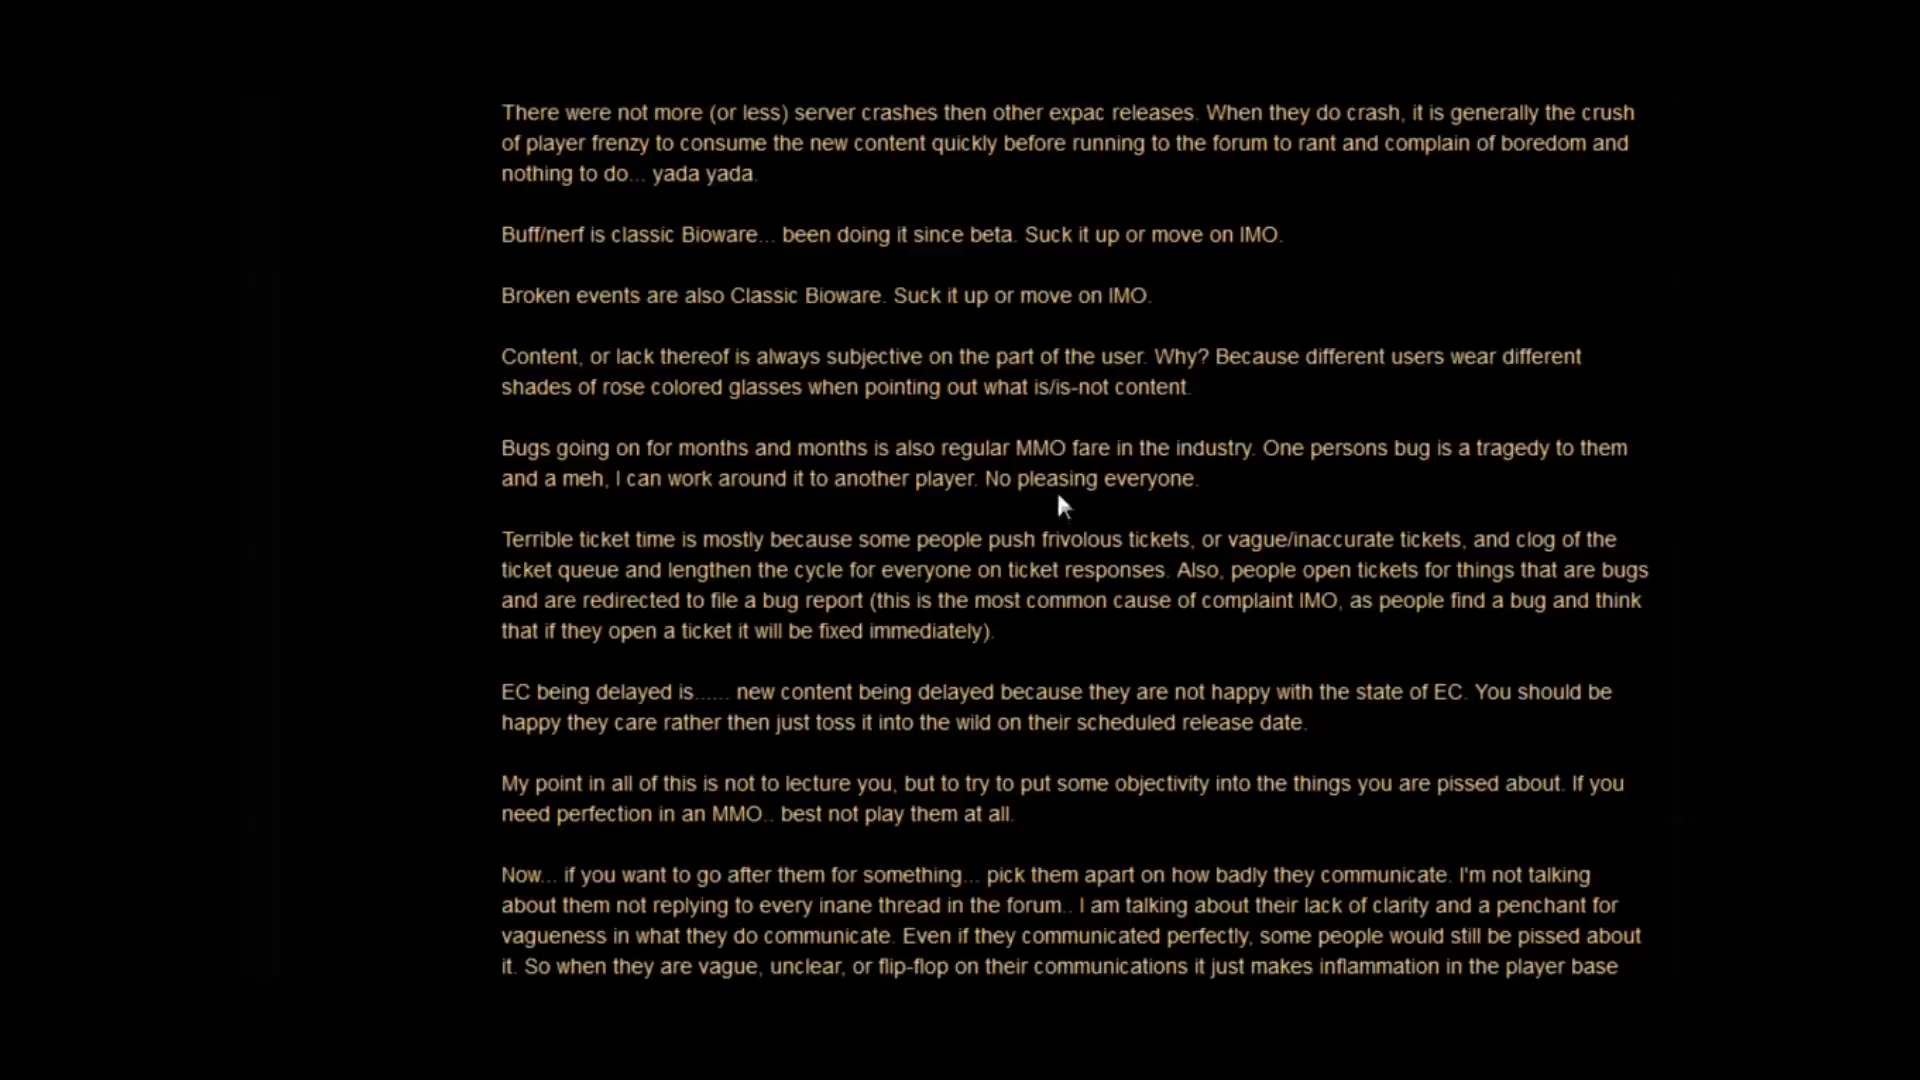 There were not more (or less) server crashes then other expac releases. When they do crash, it is generally the crush
of player frenzy to consume the new content quickly before running to the forum to rant and complain of boredom and
nothing to do... yada yada.
Buff/nerf is classic Bioware... been doing it since beta. Suck it up or move on IMO.
Broken events are also Classic Bioware. Suck it up or move on IMO.
Content, or lack thereof is always subjective on the part of the user. Why? Because different users wear different
shades of rose colored glasses when pointing out what is/is-not content.
Bugs going on for months and months is also regular MMO fare in the industry. One persons bug is a tragedy to them
and a meh, I can work around it to another player. No pleasing everyone.
Terrible ticket time is mostly because some people push frivolous tickets, or vague/inaccurate tickets, and clog of the
ticket queue and lengthen the cycle for everyone on ticket responses. Also, people open tickets for things that are bugs
and are redirected to file a bug report (this is the most common cause of complaint IMO, as people find a bug and think
that if they open a ticket it will be fixed immediately).
EC being delayed is...... new content being delayed because they are not happy with the state of EC. You should be
happy they care rather then just toss it into the wild on their scheduled release date.
My point in all of this is not to lecture you, but to try to put some objectivity into the things you are pissed about. If you
need perfection in an MMO.. best not play them at all.
Now... if you want to go after them for something... pick them apart on how badly they communicate. I'm not talking
about them not replying to every inane thread in the forum.. I am talking about their lack of clarity and a penchant for
vagueness in what they do communicate. Even if they communicated perfectly, some people would still be pissed about
it. So when they are vague, unclear, or flip-flop on their communications it just makes inflammation in the player base